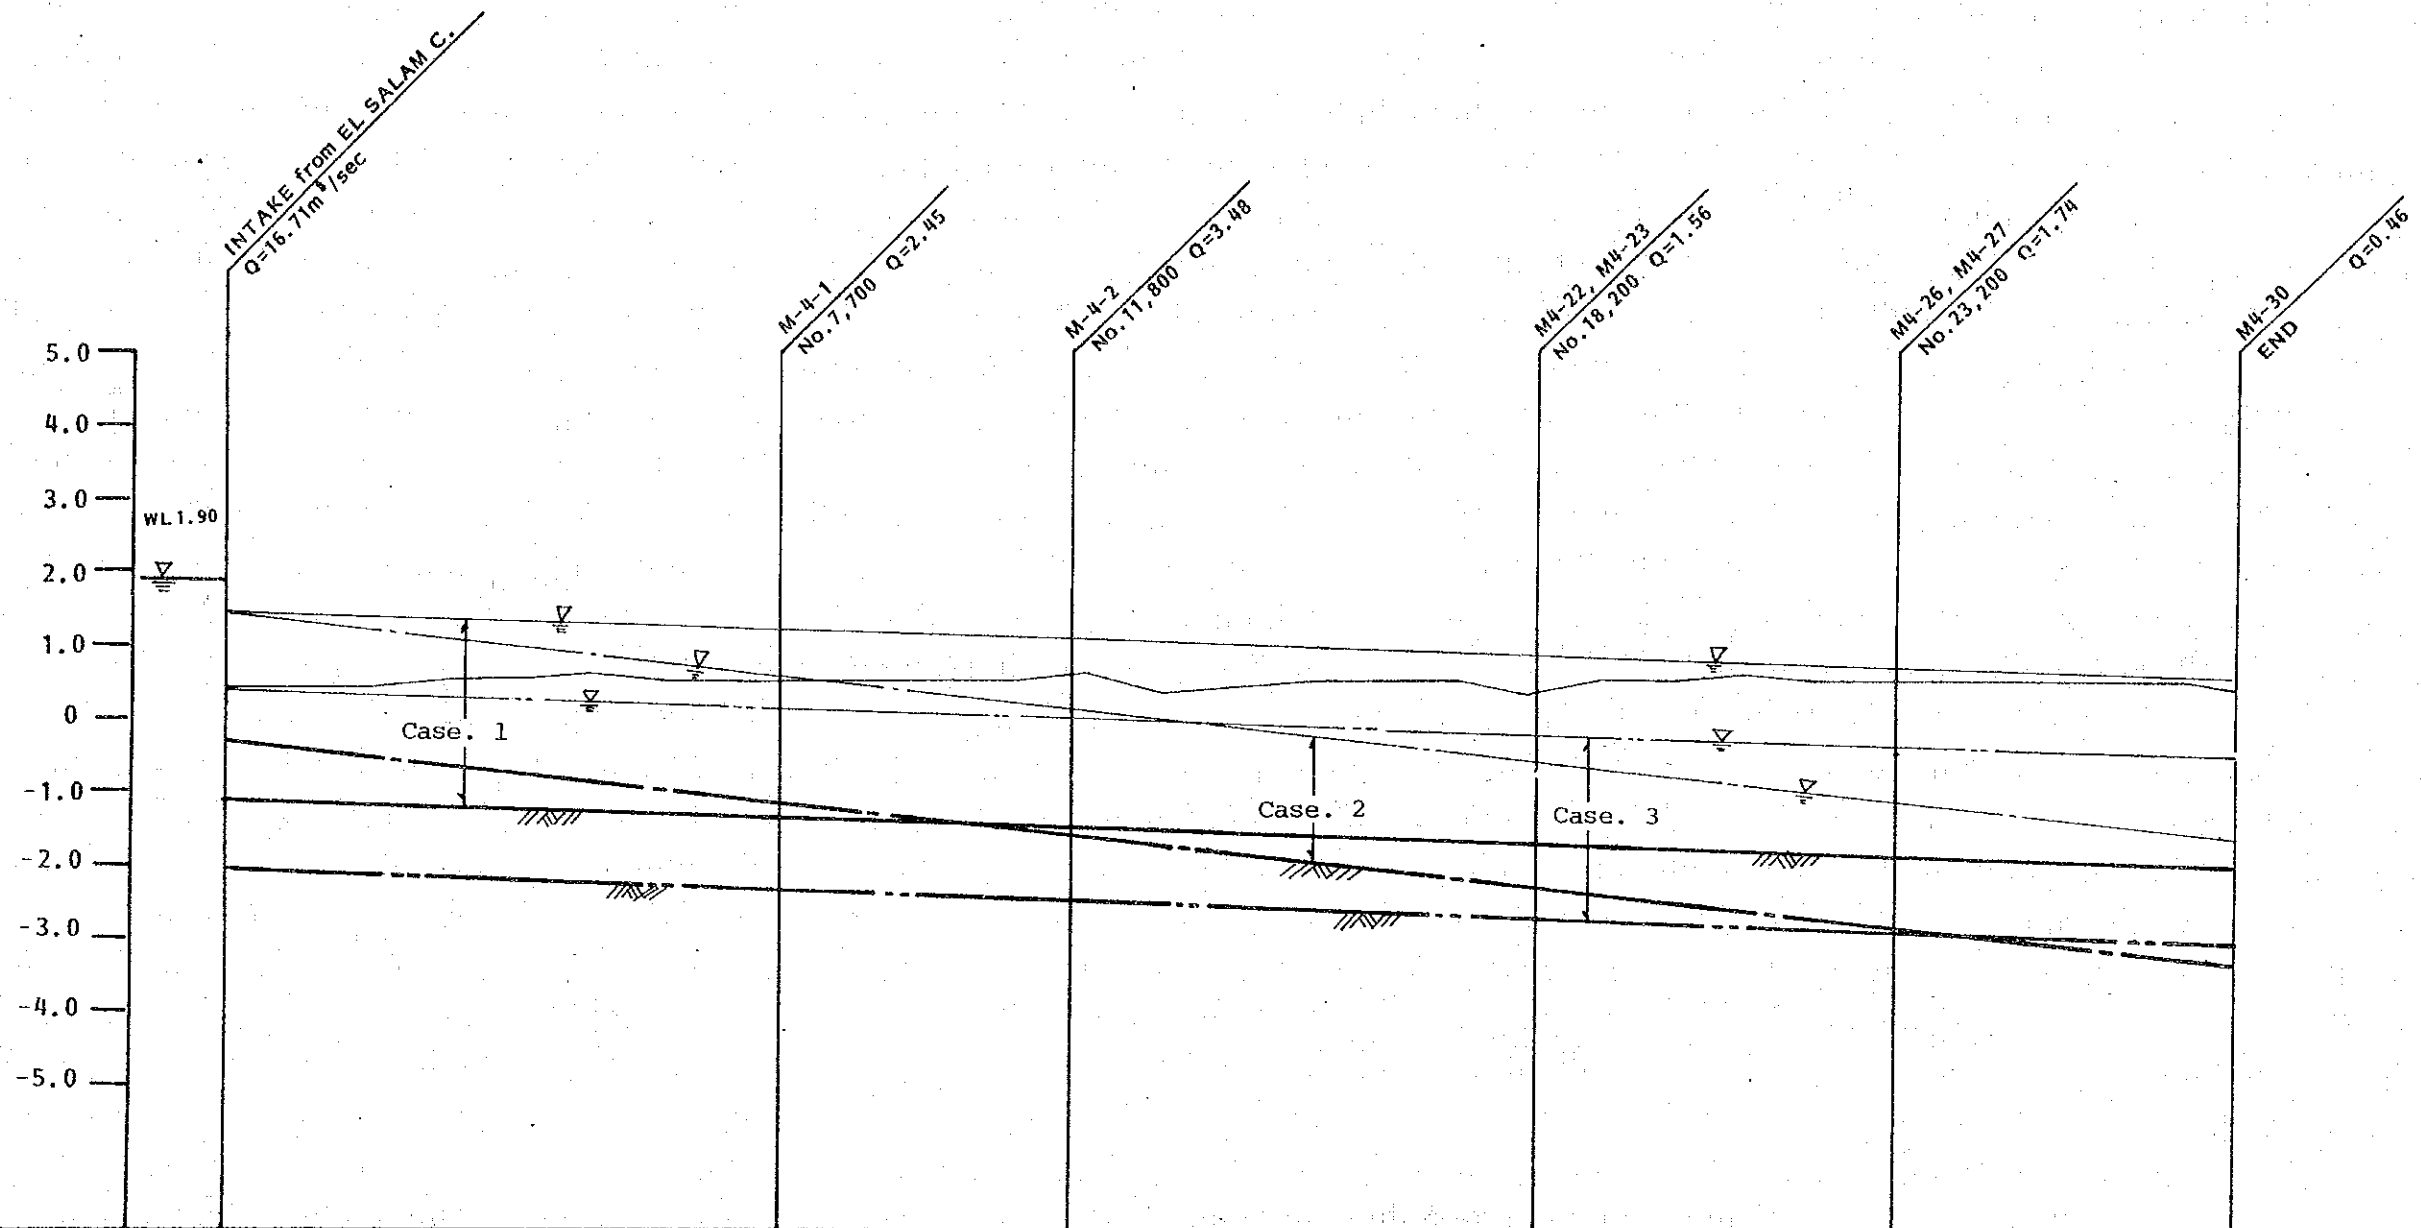 INTAKE from EL SALAM C.
Q=16.71m³/sec
M-4-1
No.7,700 Q=2.45
M-4-2
No.11,800 Q=3.48
M4-22, M4-23
No.18,200 Q=1.56
M4-26, M4-27
No.23,200 Q=1.74
M4-30 Q=0.46
END
5.0
4.0
3.0
WL 1.90
2.0
1.0
0
Case. 1
-1.0
Case. 2
Case. 3
-2.0
-3.0
-4.0
-5.0